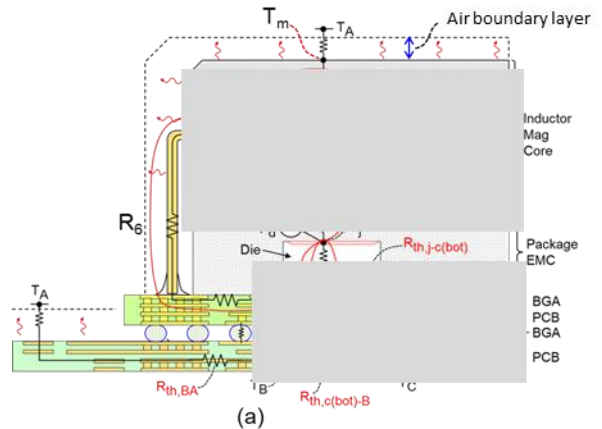 Air boundary layer
Tm
TA
Inductor
Mag
Core
R6
Die
Rth,j-c(bot)
Package
EMC
TA
BGA
PCB
BGA
PCB
Rth,BA
Rth,c(bot)-B
(a)